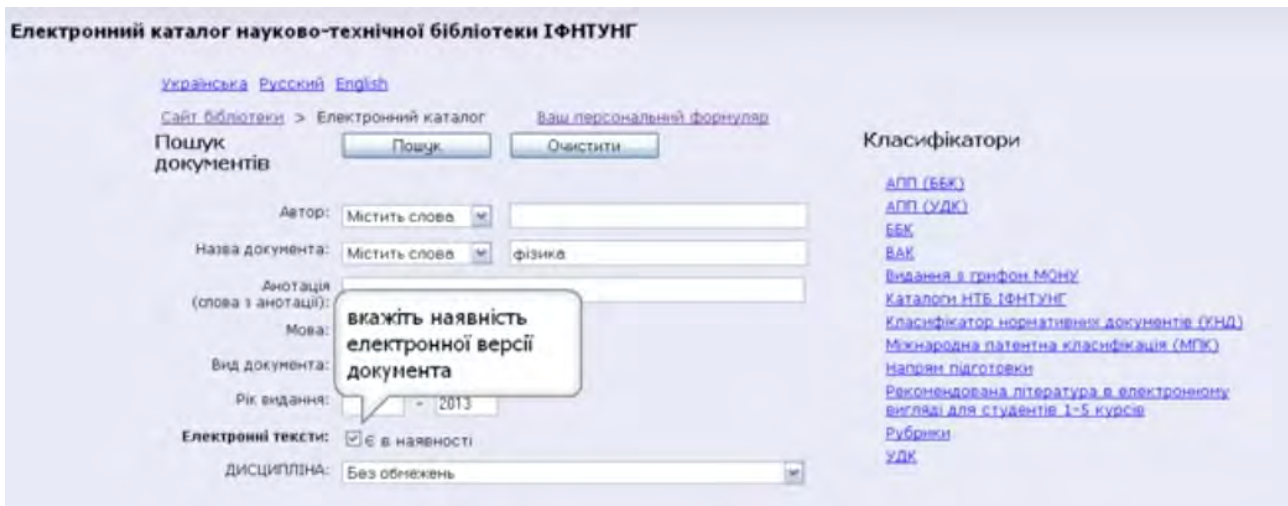 Електронний каталог науково-технічної бібліотеки ІФНТУНГ
Українська Русский English
Сайт бібліотеки > Електронний каталог Ваш персональний формуляр
Пошук
документів
Пошук Очистити
Автор: Містить слова
Назва документа: Містить слова фізика
Анотація
(слова з анотації):
Мова:
Вид документа:
вкажіть наявність
електронної версії
документа
Рік видання: - 2013
Електронні тексти: Є в наявності
ДИСЦИПЛІНА: Без обмежень
Класифікатори
АПП (ББК)
АПП (УДК)
ББК
ВАК
Видання з грифом МОНУ
Каталоги НТБ ІФНТУНГ
Класифікатор нормативних документів (КНД)
Міжнародна патентна класифікація (МПК)
Напрям підготовки
Рекомендована література в електронному
вигляді для студентів 1-5 курсів
Рубрики
УДК